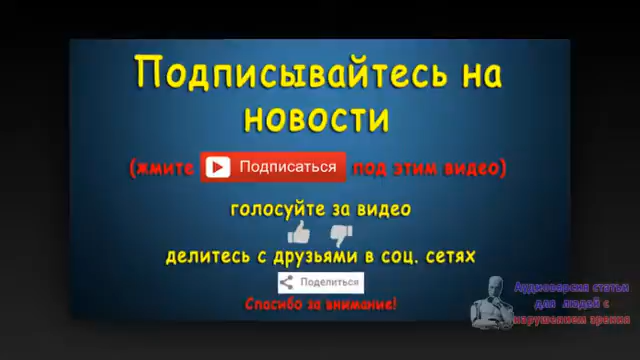 Подписывайтесь на
новости
(жмите Подписаться под этим видео)
голосуйте за видео
делитесь с друзьями в соц. сетях
Поделиться
Спасибо за внимание!
Аудиоверсия статьи
для людей с
нарушением зрения